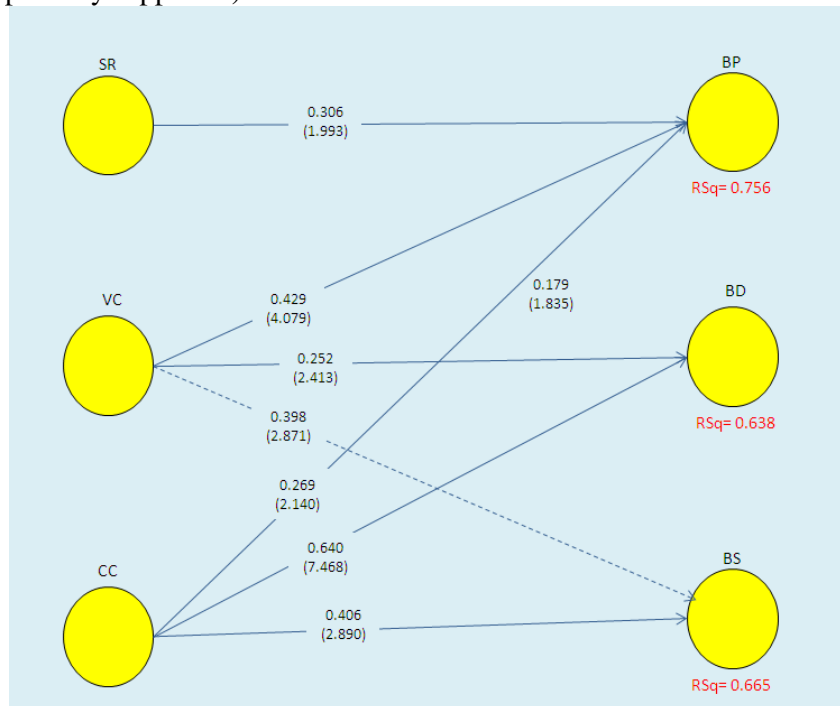 SR
BP
0.306
(1.993)
RSq= 0.756
VC
0.429
(4.079)
0.179
(1.835)
BD
0.252
(2.413)
0.398
(2.871)
RSq= 0.638
0.269
(2.140)
CC
0.640
(7.468)
BS
0.406
(2.890)
RSq= 0.665